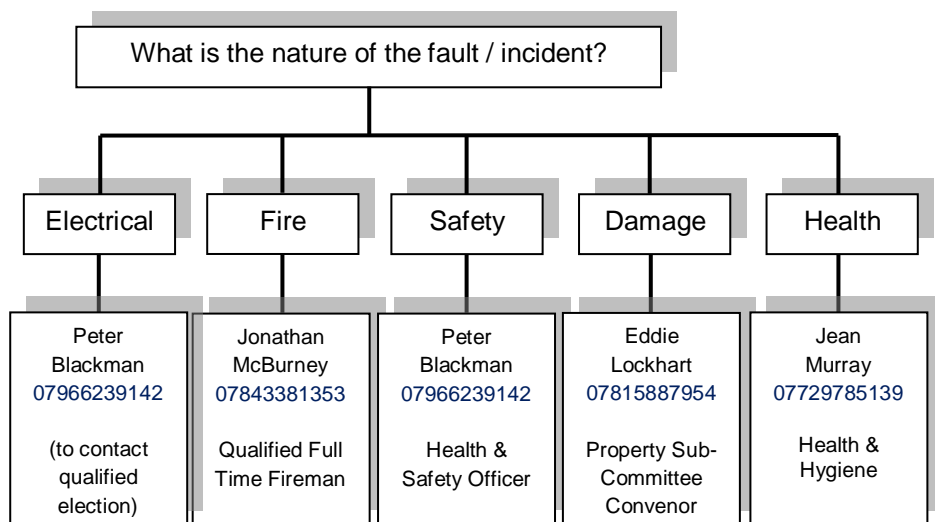 What is the nature of the fault / incident?
Electrical
Fire
Safety
Damage
Health
Peter
Blackman
07966239142
(to contact
qualified
election)
Jonathan
McBurney
07843381353
Qualified Full
Time Fireman
Peter
Blackman
07966239142
Health &
Safety Officer
Eddie
Lockhart
07815887954
Property Sub-
Committee
Convenor
Jean
Murray
07729785139
Health &
Hygiene